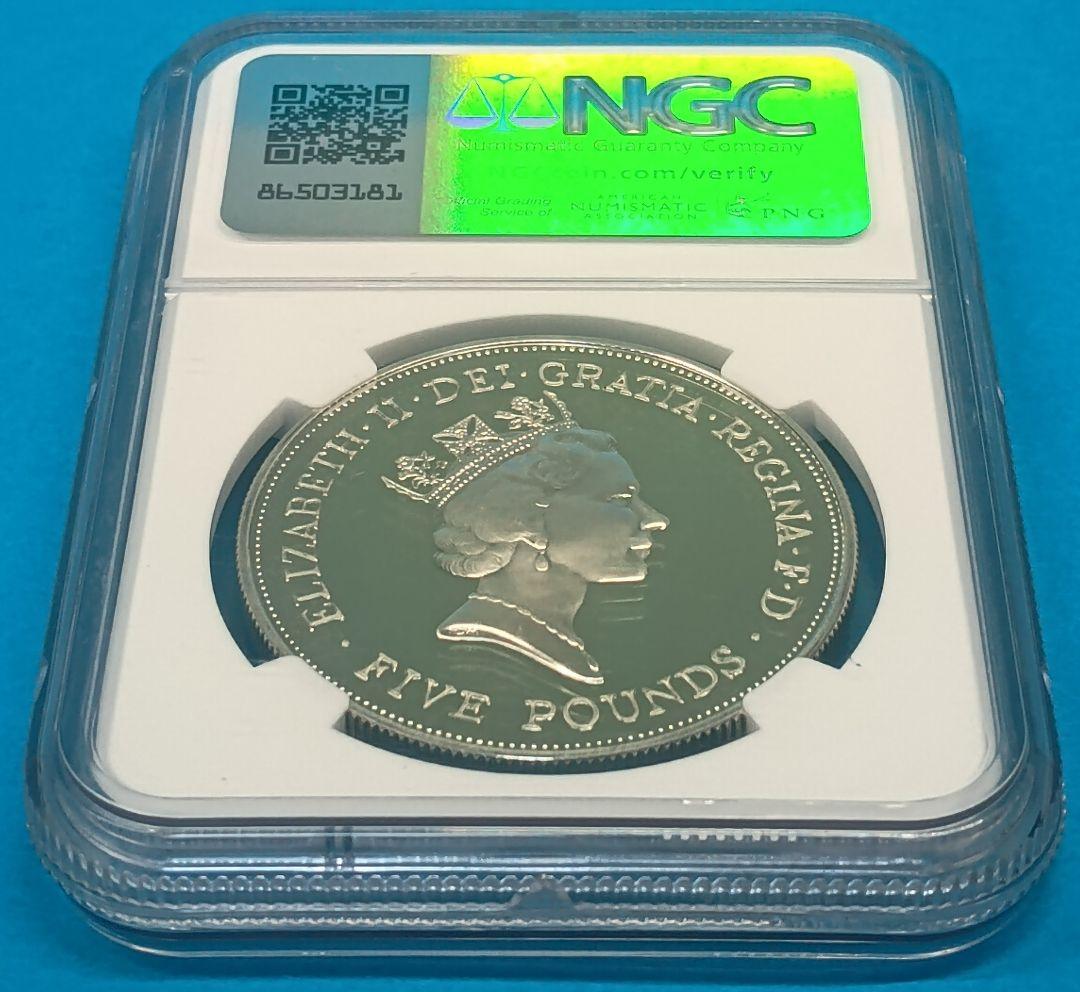 NGC
Numismatic Guaranty Company
NGCcoin.com/verify
Official Grading
Service of
AMERICAN
NUMISMATIC
ASSOCIATION
PNG
86503181
ELIZABETH·II·DEI·GRATIA·REGINA·F·D·
FIVE POUNDS